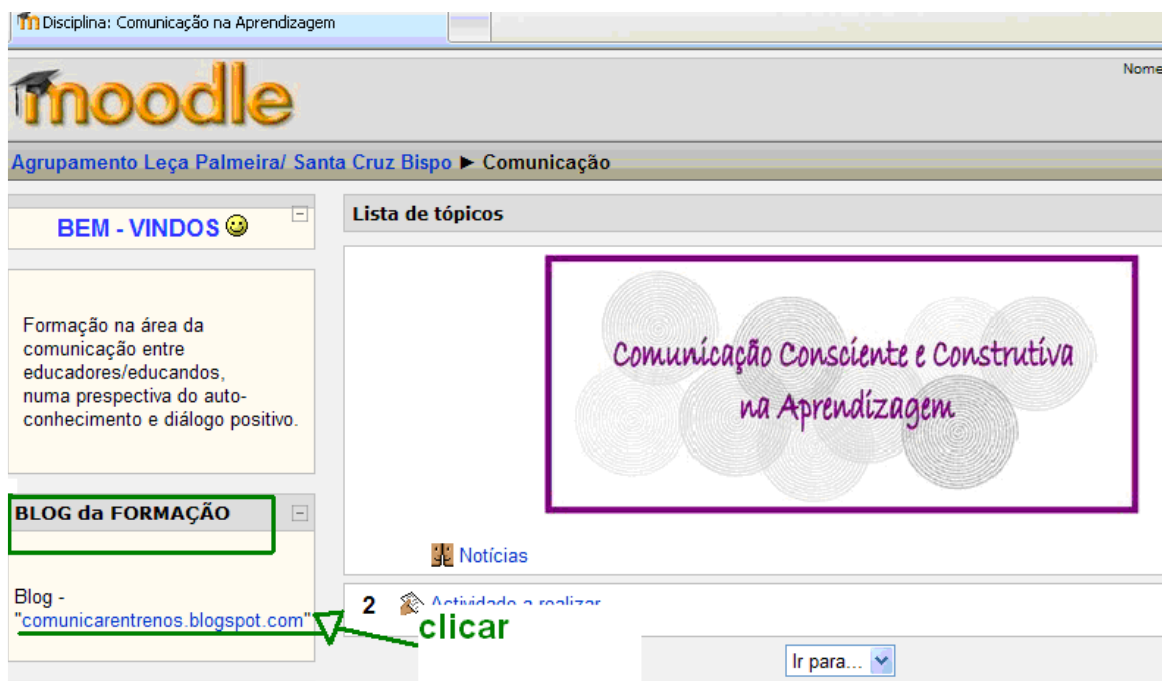 Disciplina: Comunicação na Aprendizagem
moodle
Nome
Agrupamento Leça Palmeira/ Santa Cruz Bispo ► Comunicação
BEM - VINDOS
Formação na área da
comunicação entre
educadores/educandos,
numa prespectiva do auto-
conhecimento e diálogo positivo.
BLOG da FORMAÇÃO
Blog -
"comunicarentrenos.blogspot.com"
Lista de tópicos
Comunicação Consciente e Construtiva
na Aprendizagem
Notícias
2 Actividade a realizar
clicar
Ir para...